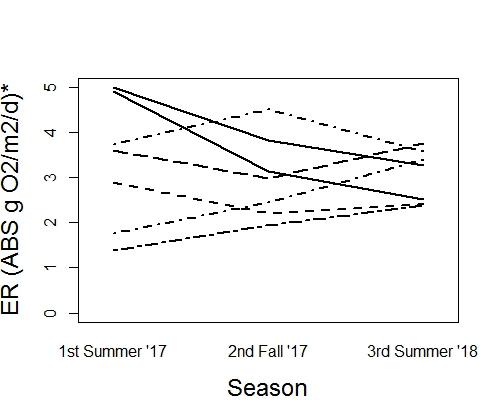 ER (ABS g O2/m2/d)*
5
4
3
2
1
0
1st Summer '17 2nd Fall '17 3rd Summer '18
Season